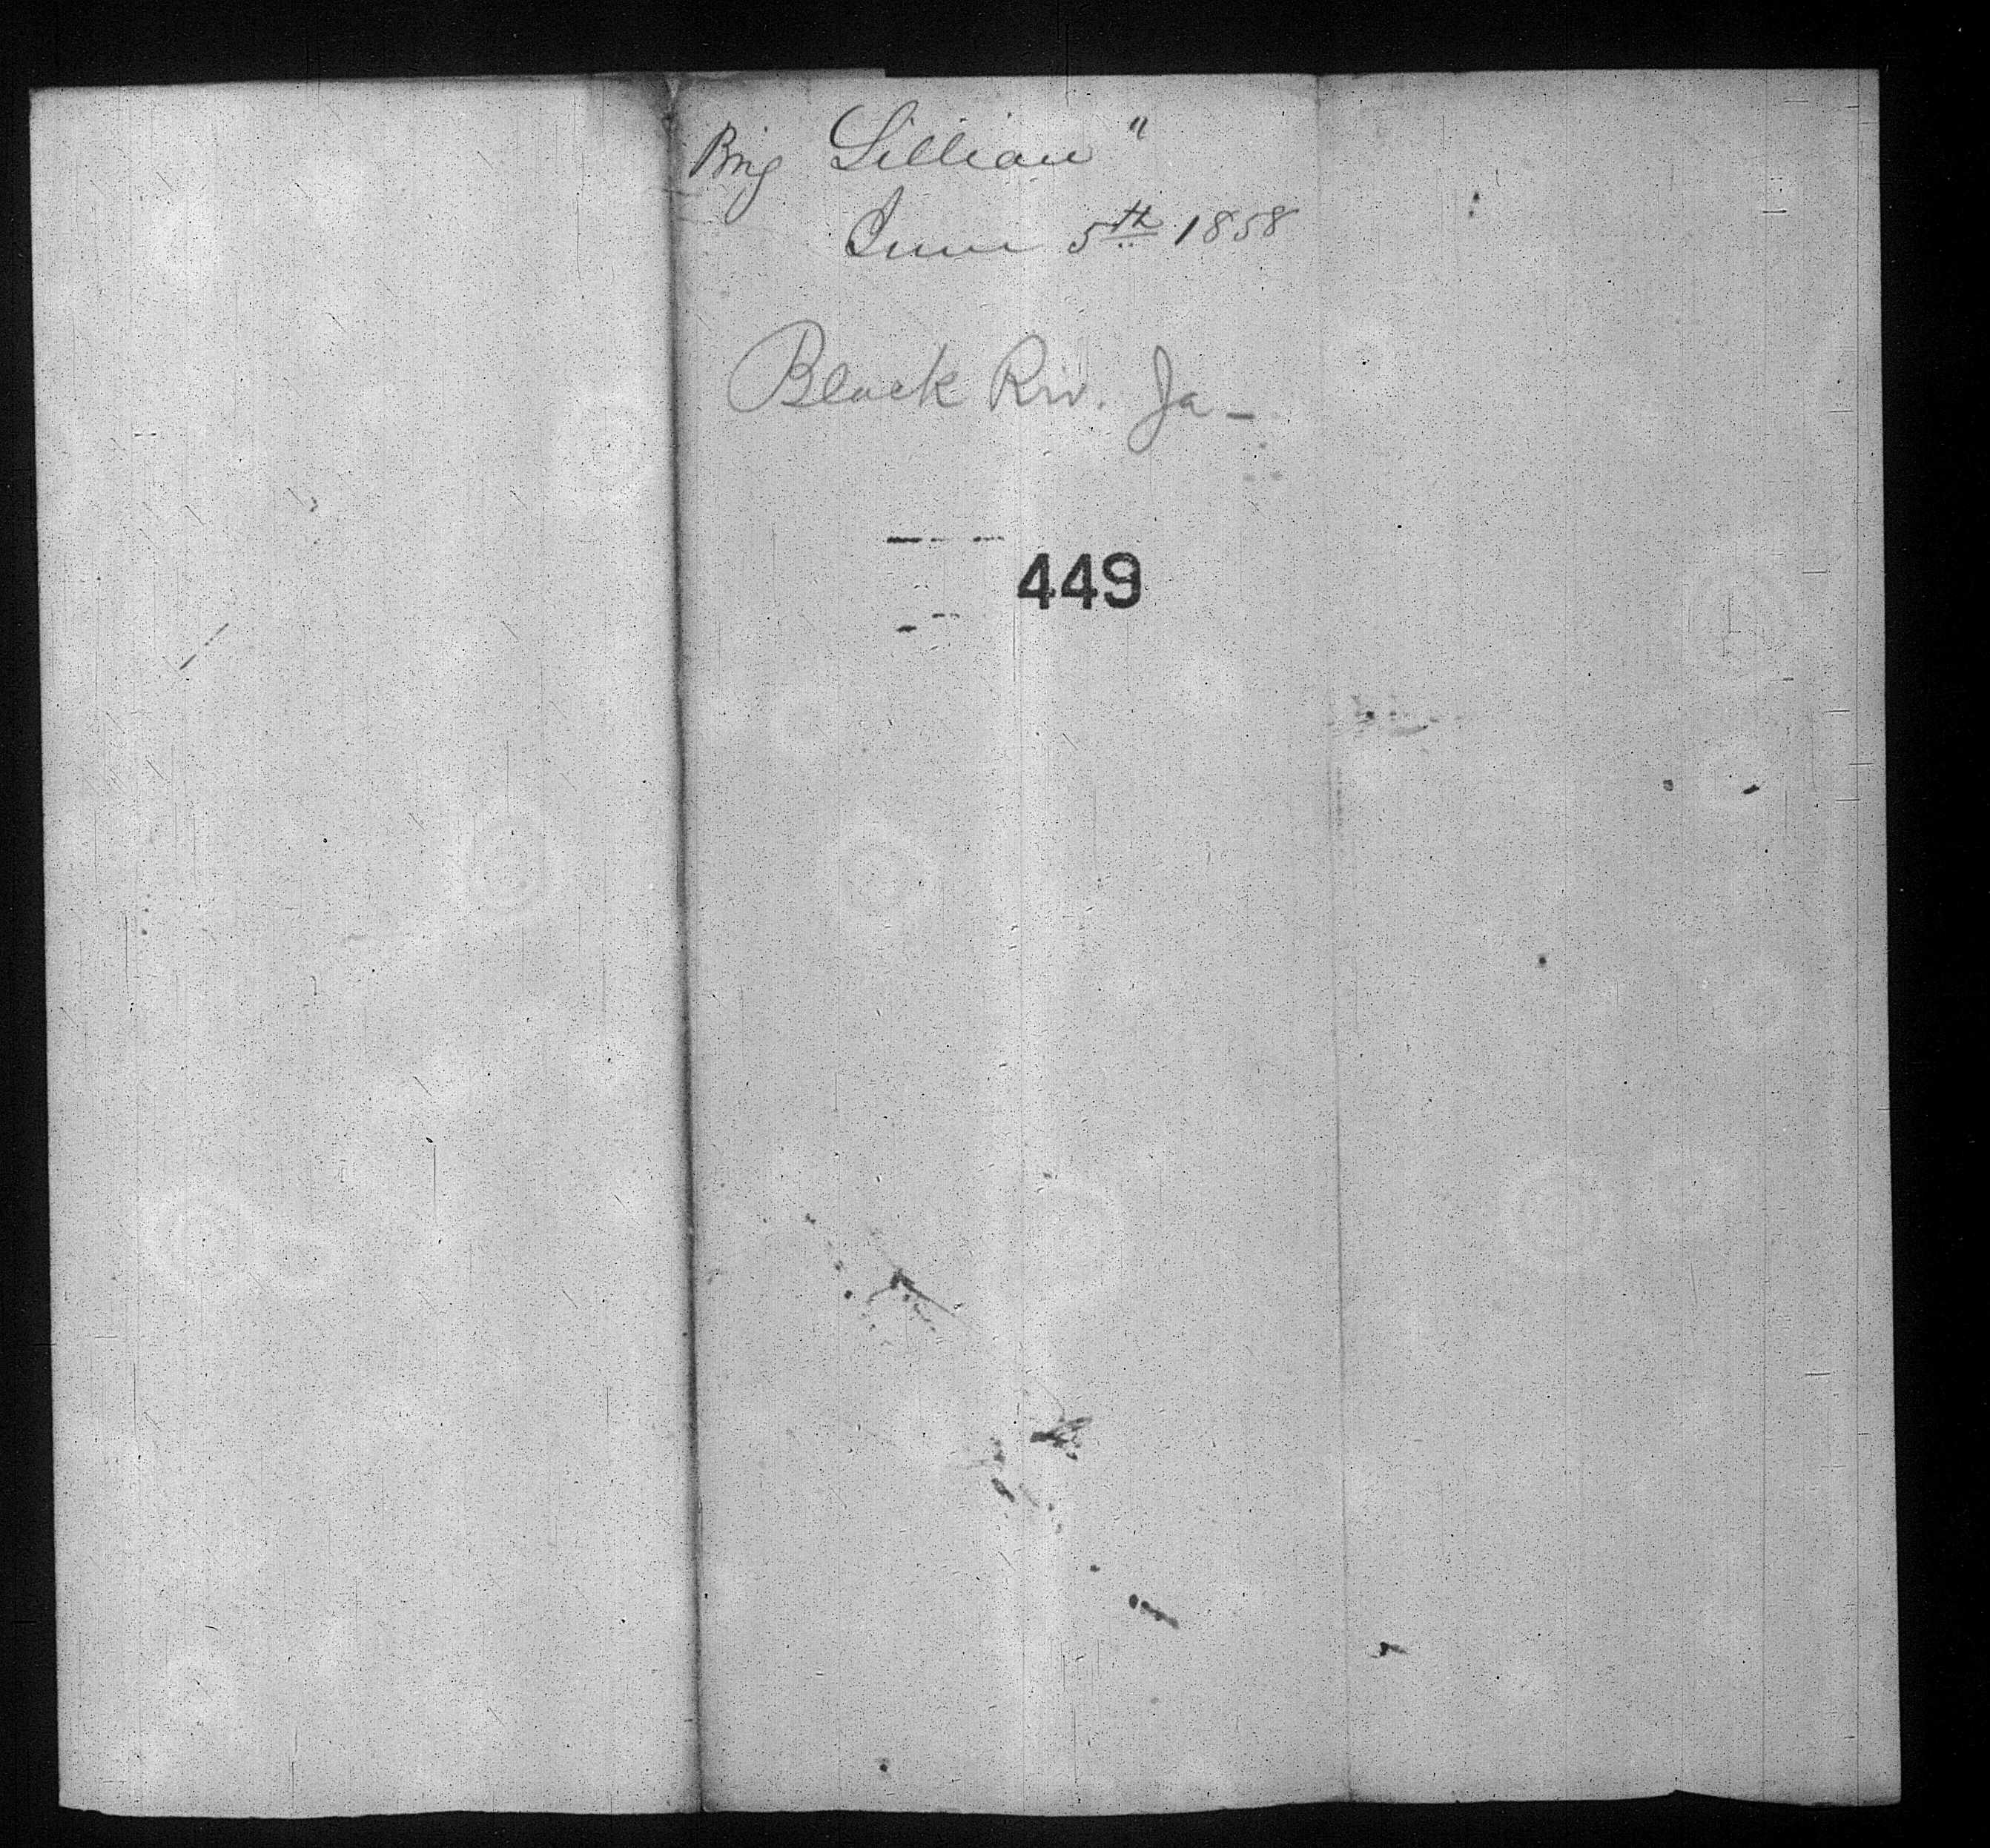 Brig Lillian"
June 5th 1858
Black Riv. Ja-
449